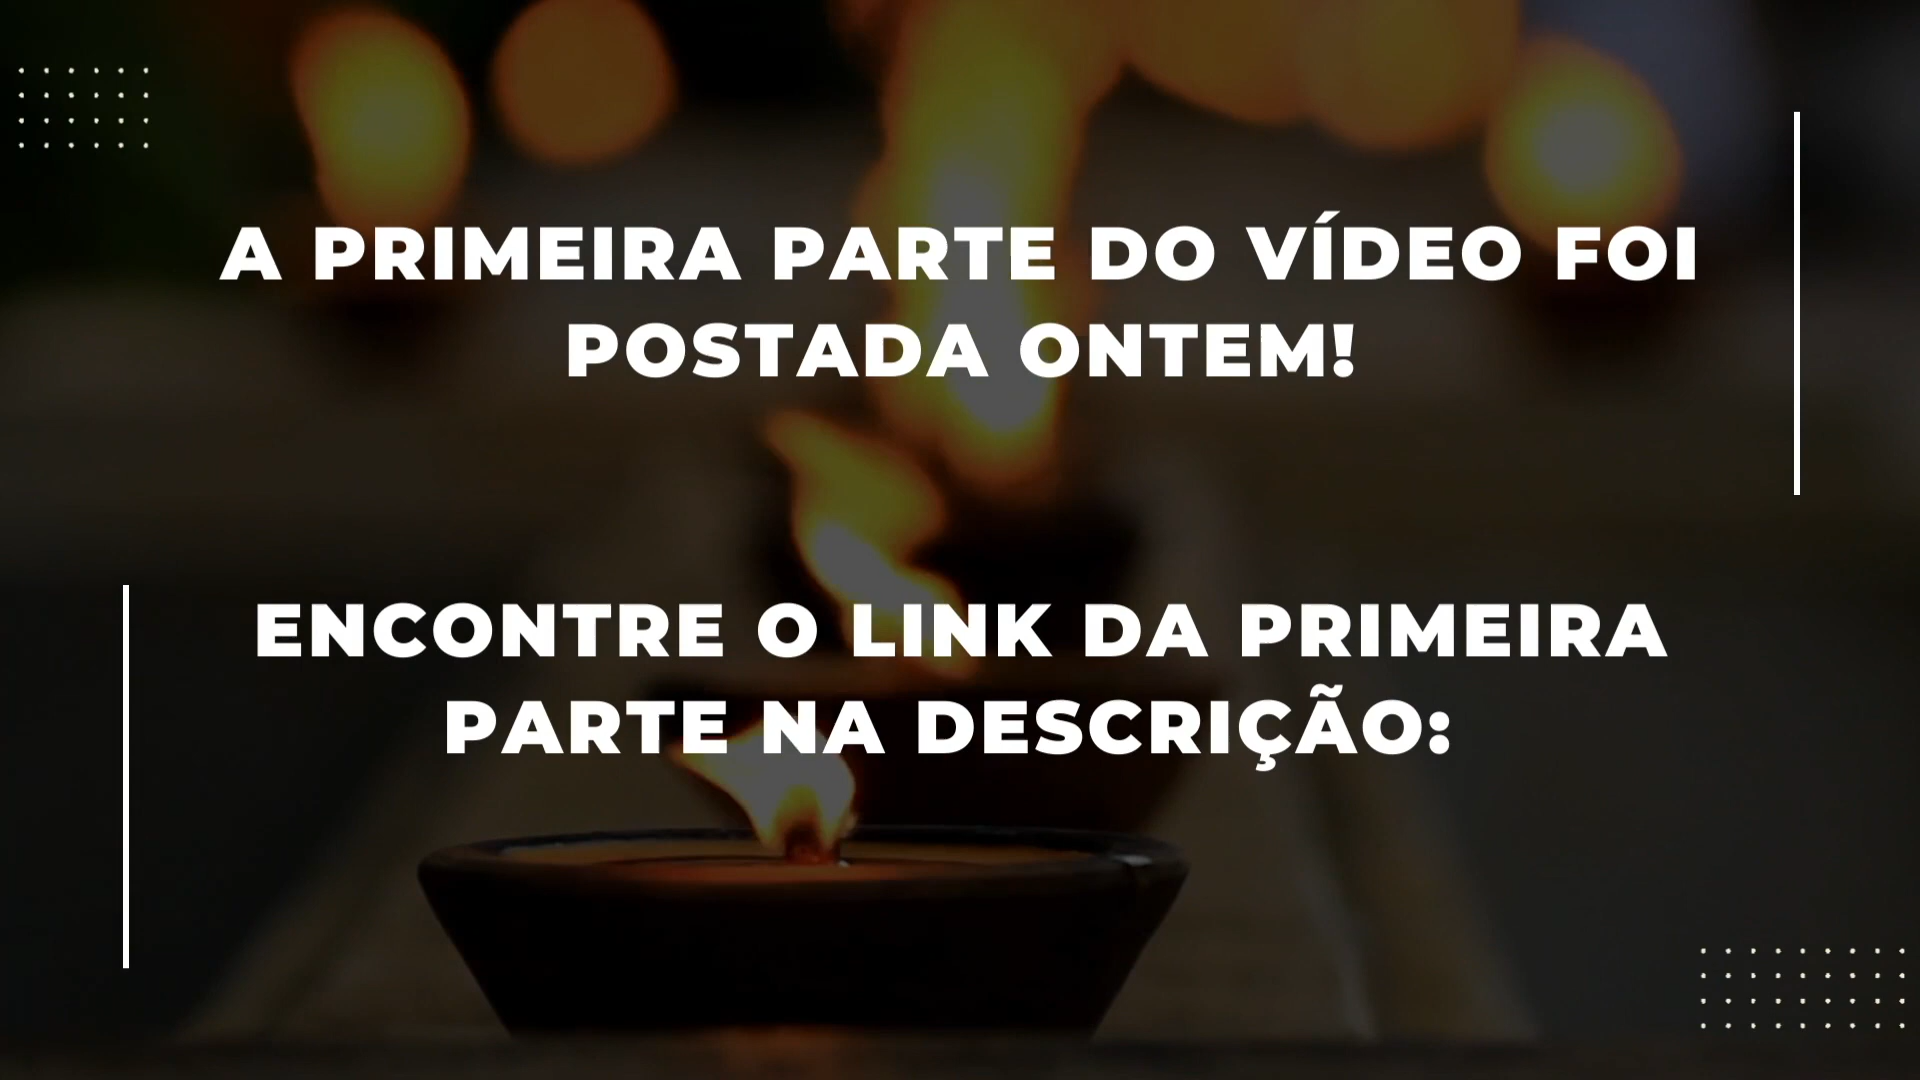 A PRIMEIRA PARTE DO VÍDEO FOI
POSTADA ONTEM!
ENCONTRE O LINK DA PRIMEIRA
PARTE NA DESCRIÇÃO: